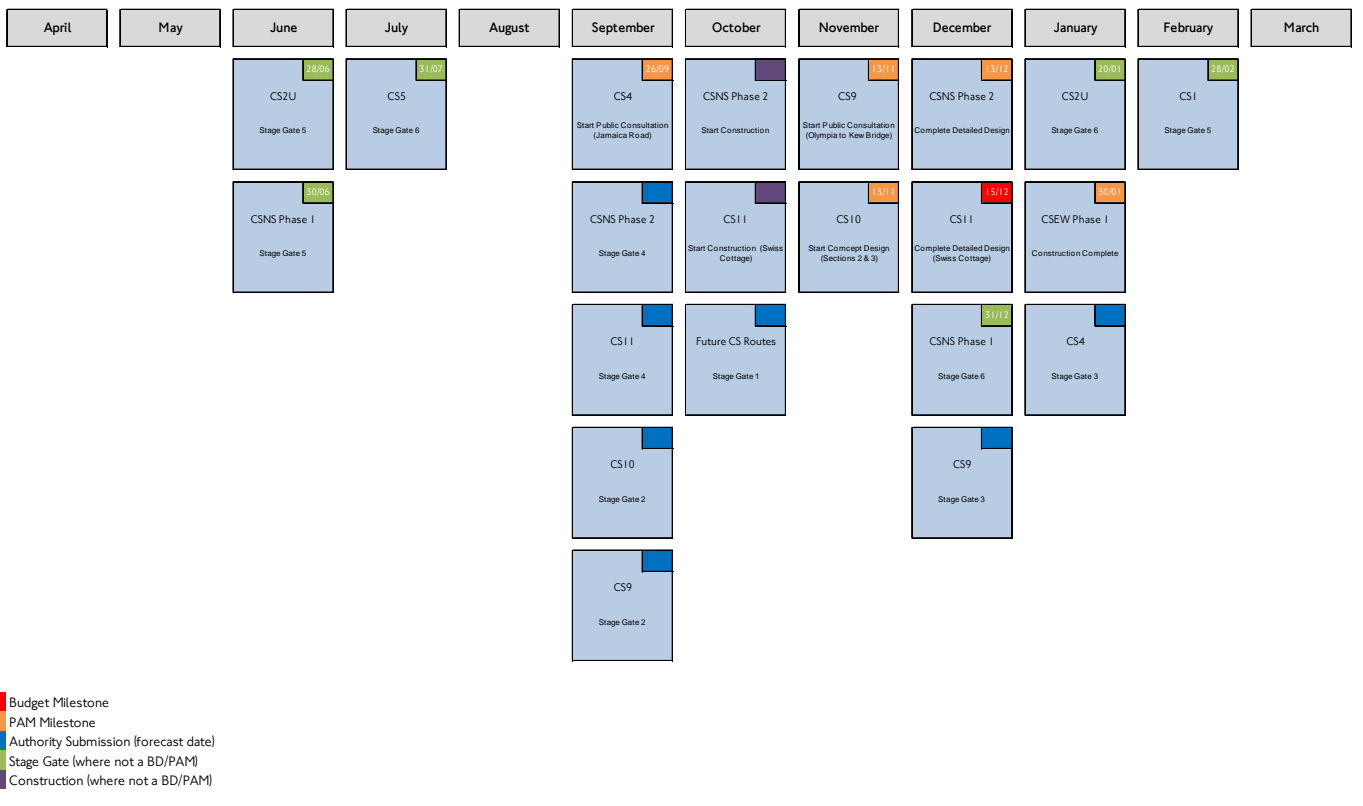 April
May
June
July
August
September
October
November
December
January
February
March
28/06
CS2U
Stage Gate 5
31/07
CS5
Stage Gate 6
26/09
CS4
Start Public Consultation
(Jamaica Road)
CSNS Phase 2
Start Construction
13/11
CS9
Start Public Consultation
(Olympia to Kew Bridge)
13/12
CSNS Phase 2
Complete Detailed Design
20/01
CS2U
Stage Gate 6
28/02
CS1
Stage Gate 5
30/06
CSNS Phase 1
Stage Gate 5
CSNS Phase 2
Stage Gate 4
CS11
Start Construction (Swiss
Cottage)
13/11
CS10
Start Comcept Design
(Sections 2 & 3)
15/12
CS11
Complete Detailed Design
(Swiss Cottage)
30/01
CSEW Phase 1
Construction Complete
CS11
Stage Gate 4
Future CS Routes
Stage Gate 1
31/12
CSNS Phase 1
Stage Gate 6
CS4
Stage Gate 3
CS10
Stage Gate 2
CS9
Stage Gate 3
CS9
Stage Gate 2
Budget Milestone
PAM Milestone
Authority Submission (forecast date)
Stage Gate (where not a BD/PAM)
Construction (where not a BD/PAM)